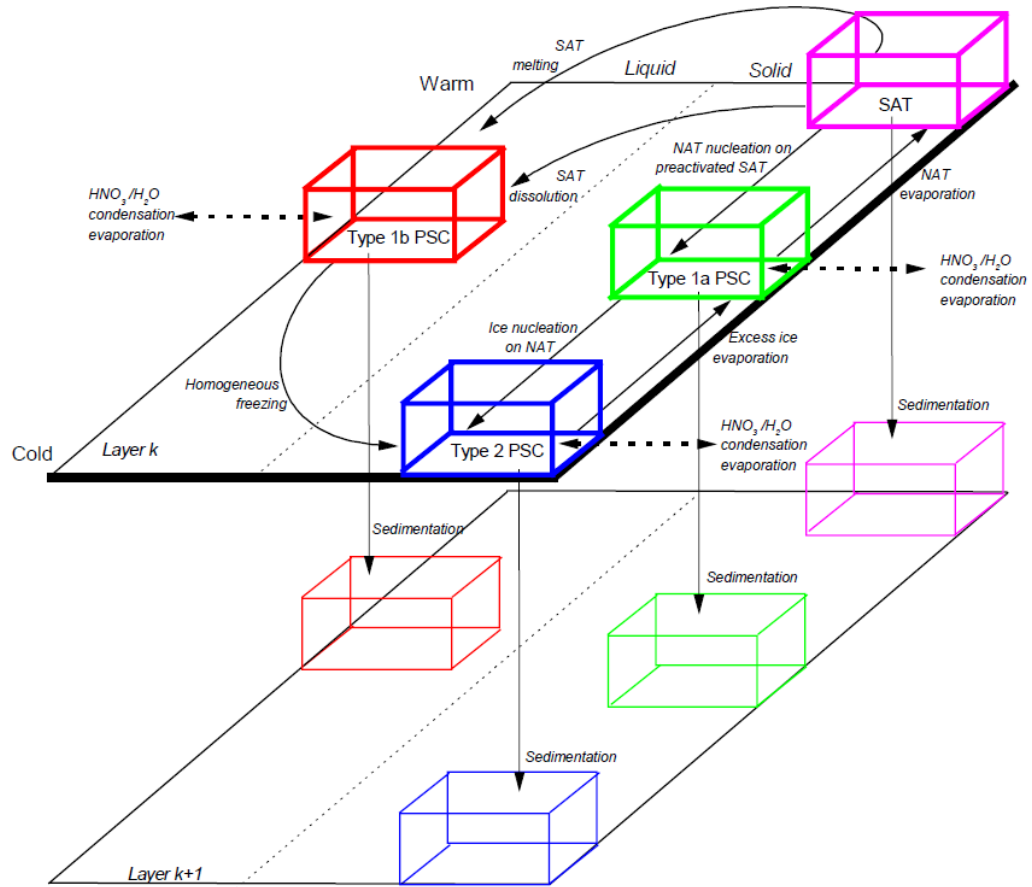 SAT
melting
Warm
Liquid
Solid
SAT
NAT nucleation on
preactivated SAT
NAT
evaporation
SAT
dissolution
HNO3/H2O
condensation
evaporation
Type 1b PSC
Type 1a PSC
HNO3/H2O
condensation
evaporation
Ice nucleation
on NAT
Excess ice
evaporation
Homogeneous
freezing
Sedimentation
HNO3/H2O
condensation
evaporation
Cold
Layer k
Type 2 PSC
Sedimentation
Sedimentation
Sedimentation
Layer k+1